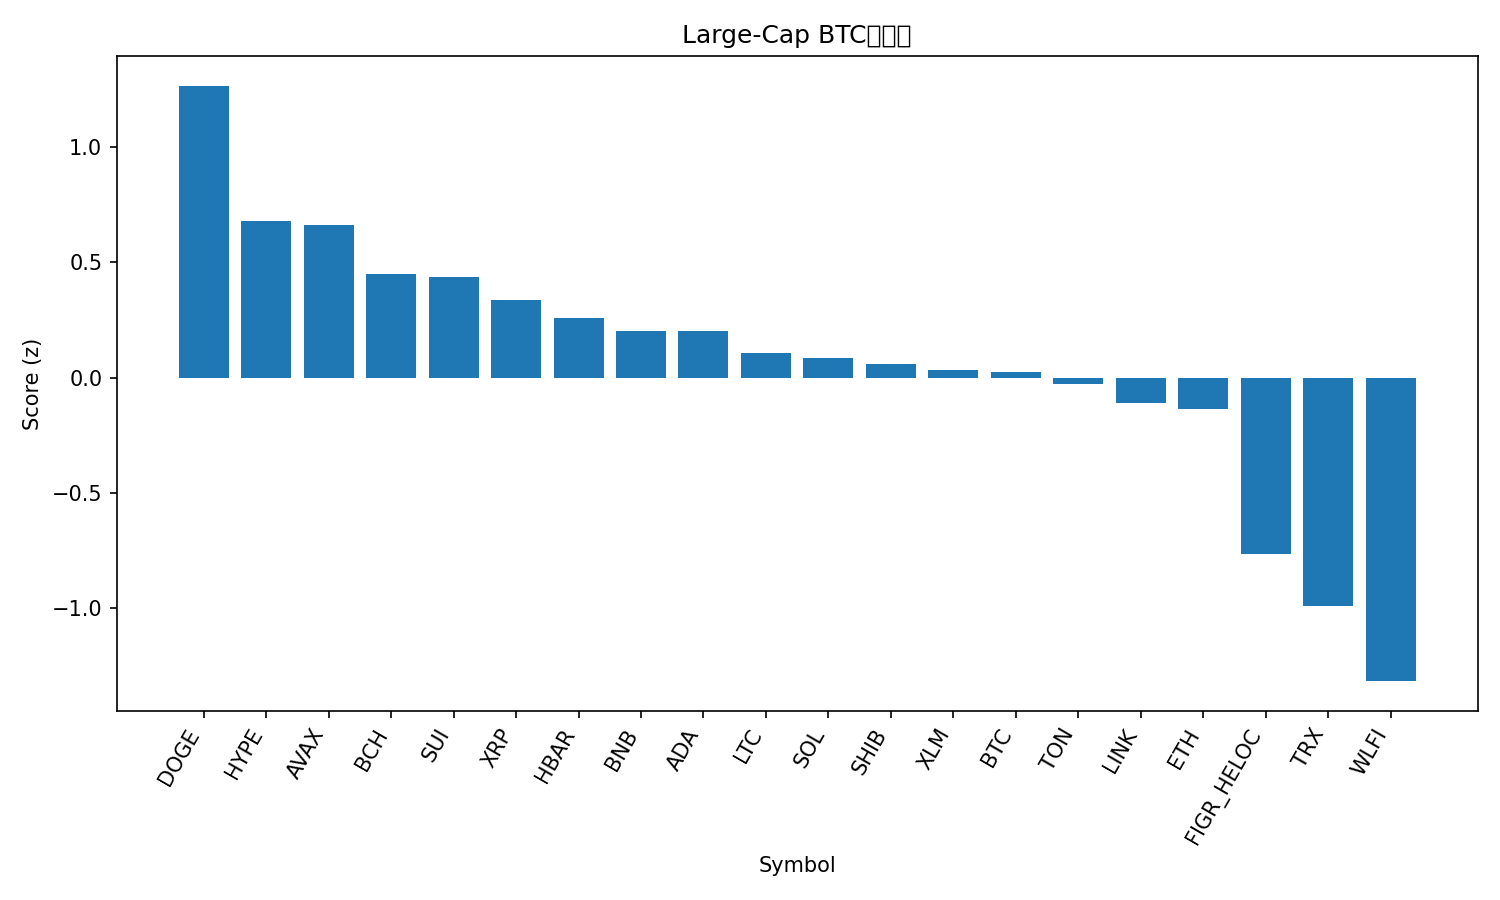 Large-Cap BTC
Score (z)
1.0
0.5
0.0
−0.5
−1.0
DOGE
HYPE
AVAX
BCH
SUI
XRP
HBAR
BNB
ADA
LTC
SOL
SHIB
XLM
BTC
TON
LINK
ETH
FIGR_HELOC
TRX
WLFI
Symbol